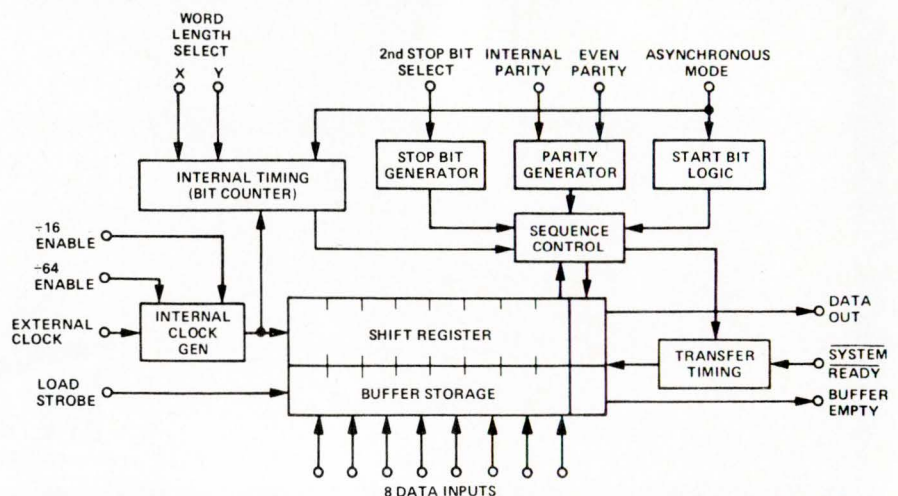 WORD
LENGTH
SELECT
X Y
2nd STOP BIT
SELECT
INTERNAL
PARITY
EVEN
PARITY
ASYNCHRONOUS
MODE
INTERNAL TIMING
(BIT COUNTER)
STOP BIT
GENERATOR
PARITY
GENERATOR
START BIT
LOGIC
SEQUENCE
CONTROL
÷16
ENABLE
÷64
ENABLE
EXTERNAL
CLOCK
INTERNAL
CLOCK
GEN
SHIFT REGISTER
DATA
OUT
TRANSFER
TIMING
SYSTEM
READY
LOAD
STROBE
BUFFER STORAGE
BUFFER
EMPTY
8 DATA INPUTS